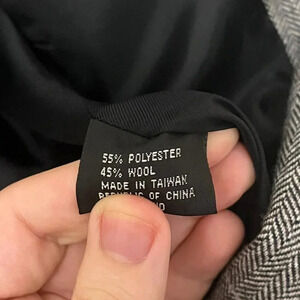 55% POLYESTER
45% WOOL
MADE IN TAIWAN
REPUBLIC OF CHINA